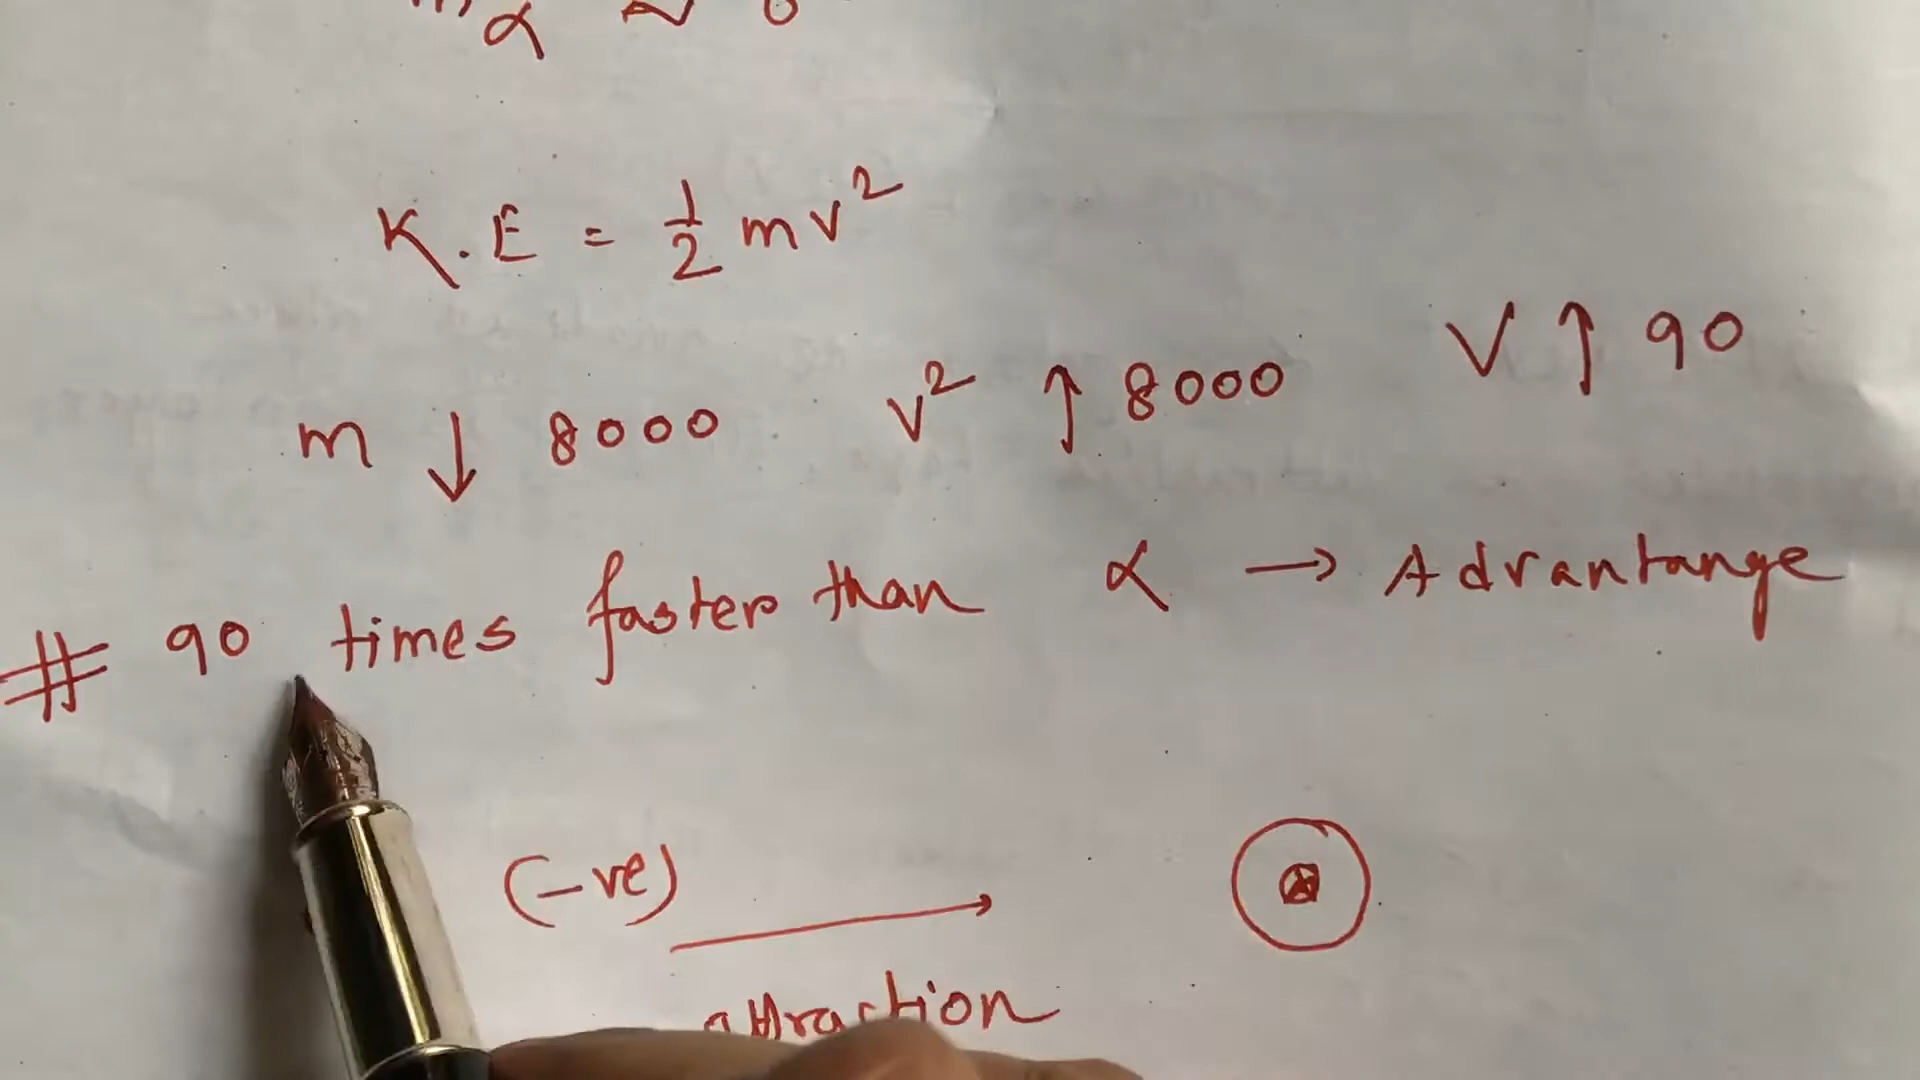 α
K.E = 1/2 mv²
m ↓ 8000 v² ↑ 8000 V ↑ 90
# 90 times faster than α → Advantange
(-ve)
attraction